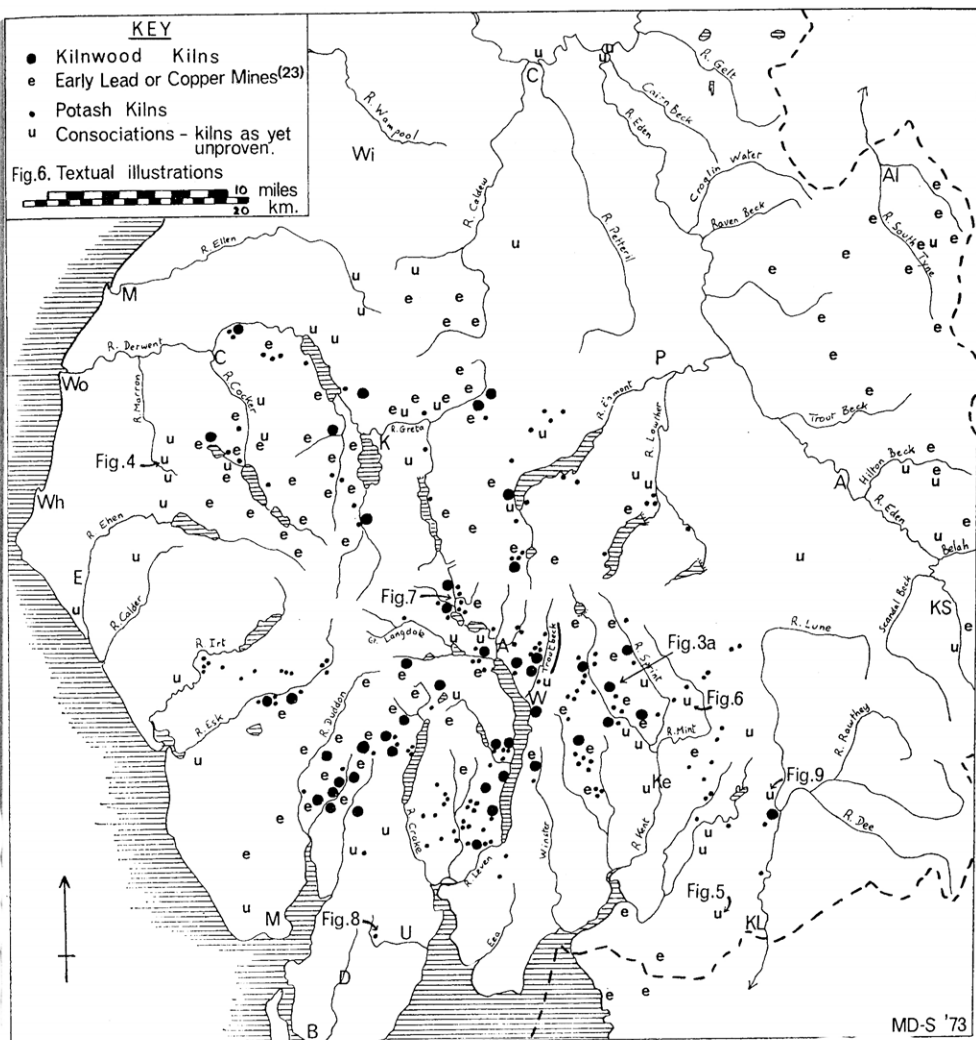 KEY
Kilnwood Kilns
e Early Lead or Copper Mines(23)
Potash Kilns
u Consociations - kilns as yet
unproven.
Fig.6. Textual illustrations
10 miles
20 km.
R. Wampool
Wi
C
R. Gelt
Cairn Beck
R. Eden
Croglin Water
Raven Beck
R. Caldew
R. Petteril
Al
R. South Tyne
R. Ellen
M
R. Derwent
Wo
C
R. Cocker
R. Marron
P
R. Eamont
R. Lowther
Trout Beck
K
R. Greta
Fig.4
Hilton Beck
A
R. Eden
Belah
Wh
R. Ehen
E
R. Calder
Scandal Beck
KS
Fig.7
Gt. Langdale
A
Troutbeck
R. Lune
R. Irt
R. Sprint
Fig.3a
W
Fig.6
R. Esk
R. Duddon
R. Mint
R. Rawthey
Ke
Fig.9
R. Dee
R. Crake
R. Kent
Winster
R. Leven
Fig.5
M
Fig.8
U
Eea
KL
D
B
MD-S '73